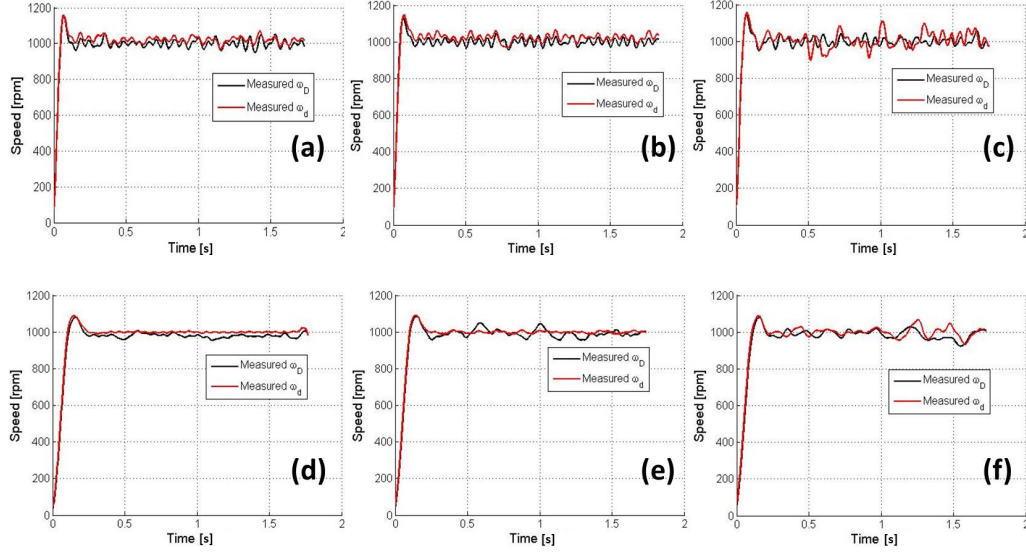 1200
1000
800
600
400
200
0
Speed [rpm]
Measured ω_D
Measured ω_d
(a)
0 0.5 1 1.5 2
Time [s]
1200
1000
800
600
400
200
0
Speed [rpm]
Measured ω_D
Measured ω_d
(b)
0 0.5 1 1.5 2
Time [s]
1200
1000
800
600
400
200
0
Speed [rpm]
Measured ω_D
Measured ω_d
(c)
0 0.5 1 1.5 2
Time [s]
1200
1000
800
600
400
200
0
Speed [rpm]
Measured ω_D
Measured ω_d
(d)
0 0.5 1 1.5 2
Time [s]
1200
1000
800
600
400
200
0
Speed [rpm]
Measured ω_D
Measured ω_d
(e)
0 0.5 1 1.5 2
Time [s]
1200
1000
800
600
400
200
0
Speed [rpm]
Measured ω_D
Measured ω_d
(f)
0 0.5 1 1.5 2
Time [s]